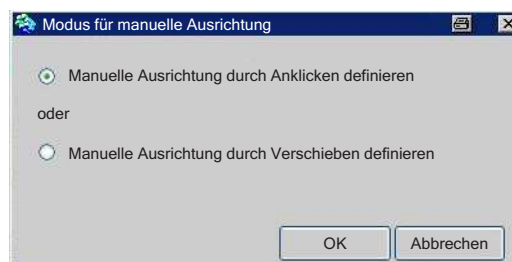 Modus für manuelle Ausrichtung
Manuelle Ausrichtung durch Anklicken definieren
oder
Manuelle Ausrichtung durch Verschieben definieren
OK Abbrechen